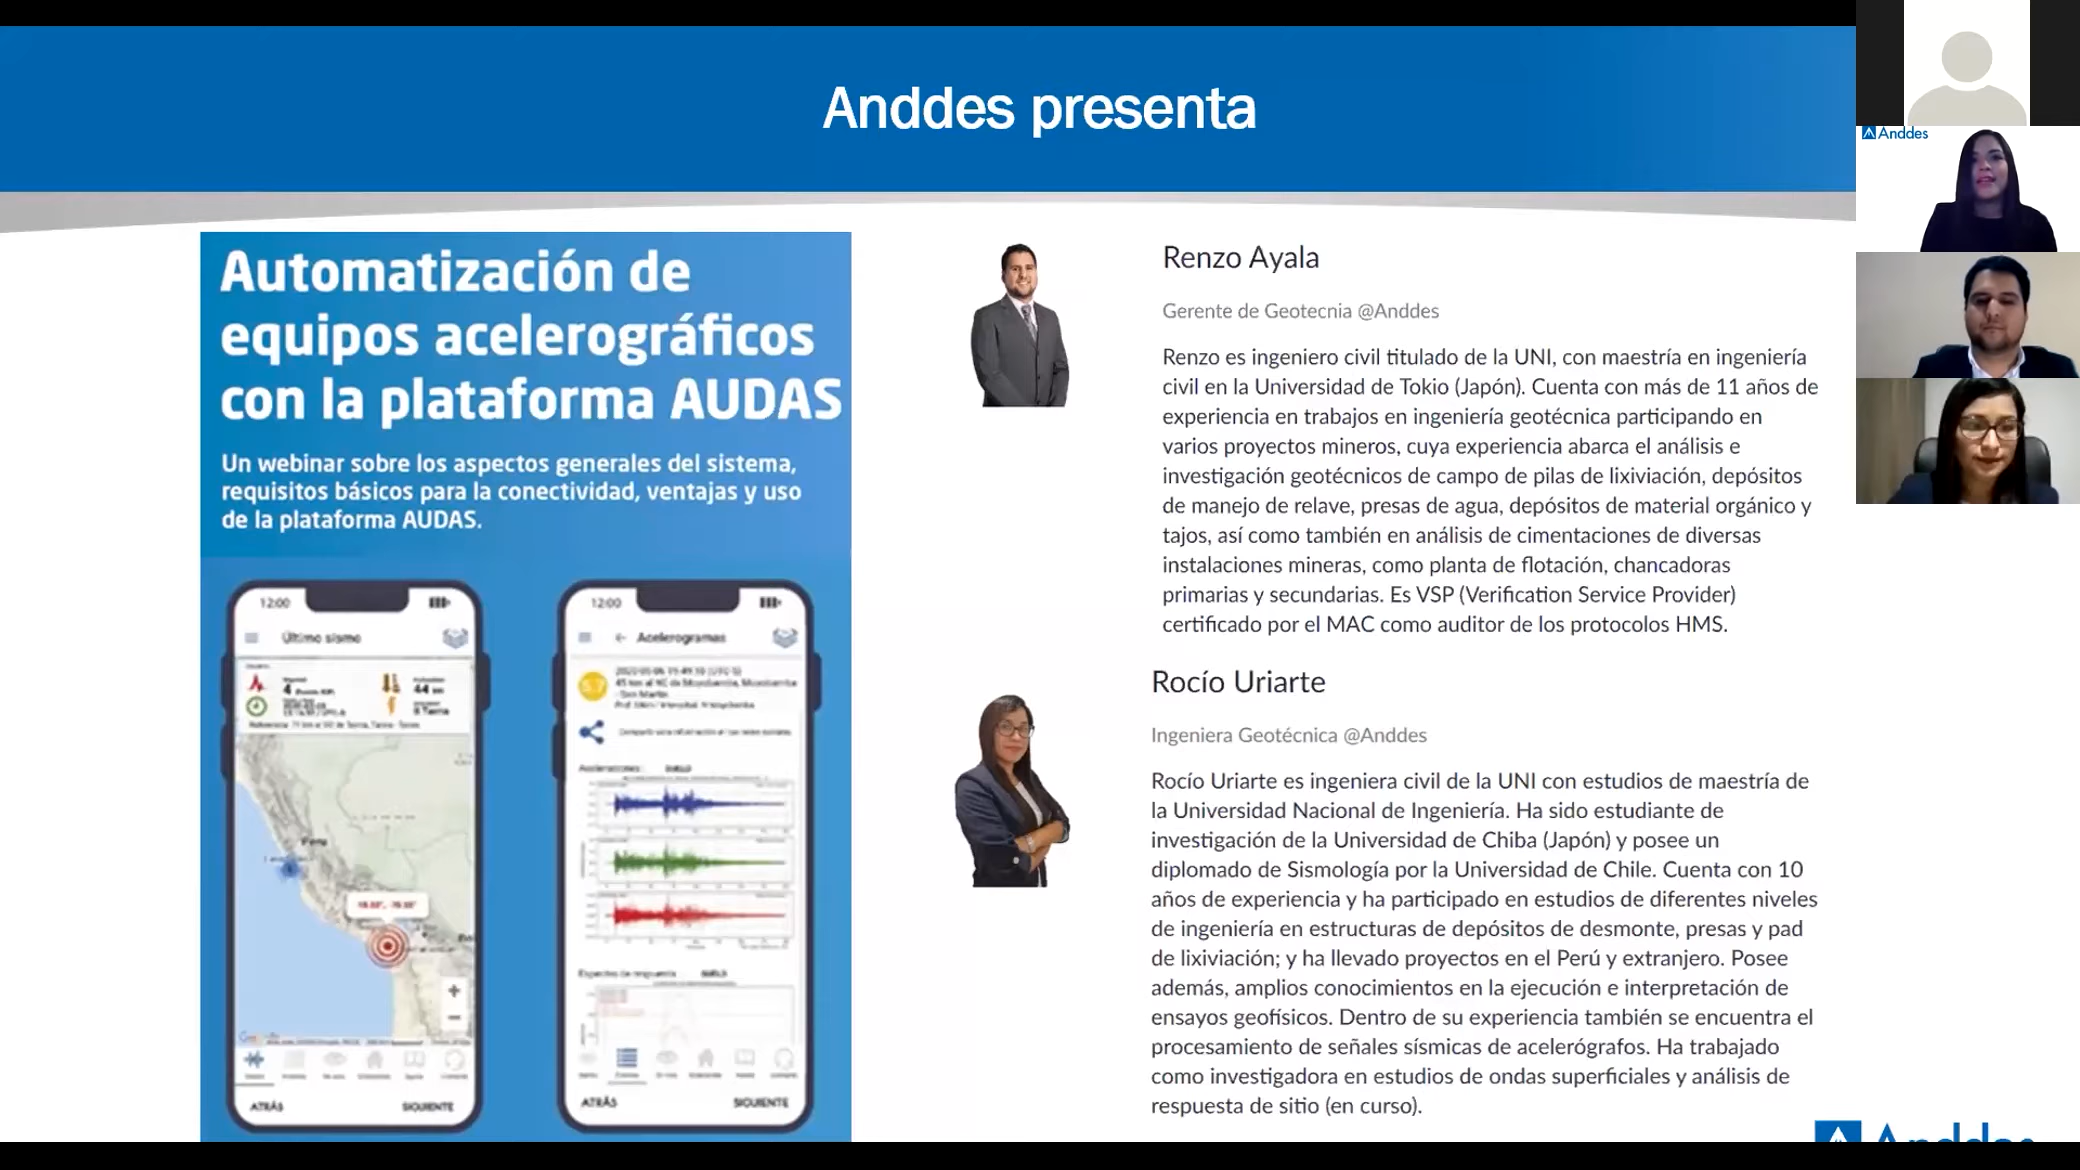 Anddes presenta
Anddes
Automatización de
equipos acelerográficos
con la plataforma AUDAS
Un webinar sobre los aspectos generales del sistema,
requisitos básicos para la conectividad, ventajas y uso
de la plataforma AUDAS.
12:00
Último sismo
44 km
Perú
ATRÁS
SIGUIENTE
12:00
Acelerogramas
5.7
ATRÁS
SIGUIENTE
Renzo Ayala
Gerente de Geotecnia @Anddes
Renzo es ingeniero civil titulado de la UNI, con maestría en ingeniería
civil en la Universidad de Tokio (Japón). Cuenta con más de 11 años de
experiencia en trabajos en ingeniería geotécnica participando en
varios proyectos mineros, cuya experiencia abarca el análisis e
investigación geotécnicos de campo de pilas de lixiviación, depósitos
de manejo de relave, presas de agua, depósitos de material orgánico y
tajos, así como también en análisis de cimentaciones de diversas
instalaciones mineras, como planta de flotación, chancadoras
primarias y secundarias. Es VSP (Verification Service Provider)
certificado por el MAC como auditor de los protocolos HMS.
Rocío Uriarte
Ingeniera Geotécnica @Anddes
Rocío Uriarte es ingeniera civil de la UNI con estudios de maestría de
la Universidad Nacional de Ingeniería. Ha sido estudiante de
investigación de la Universidad de Chiba (Japón) y posee un
diplomado de Sismología por la Universidad de Chile. Cuenta con 10
años de experiencia y ha participado en estudios de diferentes niveles
de ingeniería en estructuras de depósitos de desmonte, presas y pad
de lixiviación; y ha llevado proyectos en el Perú y extranjero. Posee
además, amplios conocimientos en la ejecución e interpretación de
ensayos geofísicos. Dentro de su experiencia también se encuentra el
procesamiento de señales sísmicas de acelerógrafos. Ha trabajado
como investigadora en estudios de ondas superficiales y análisis de
respuesta de sitio (en curso).
Anddes